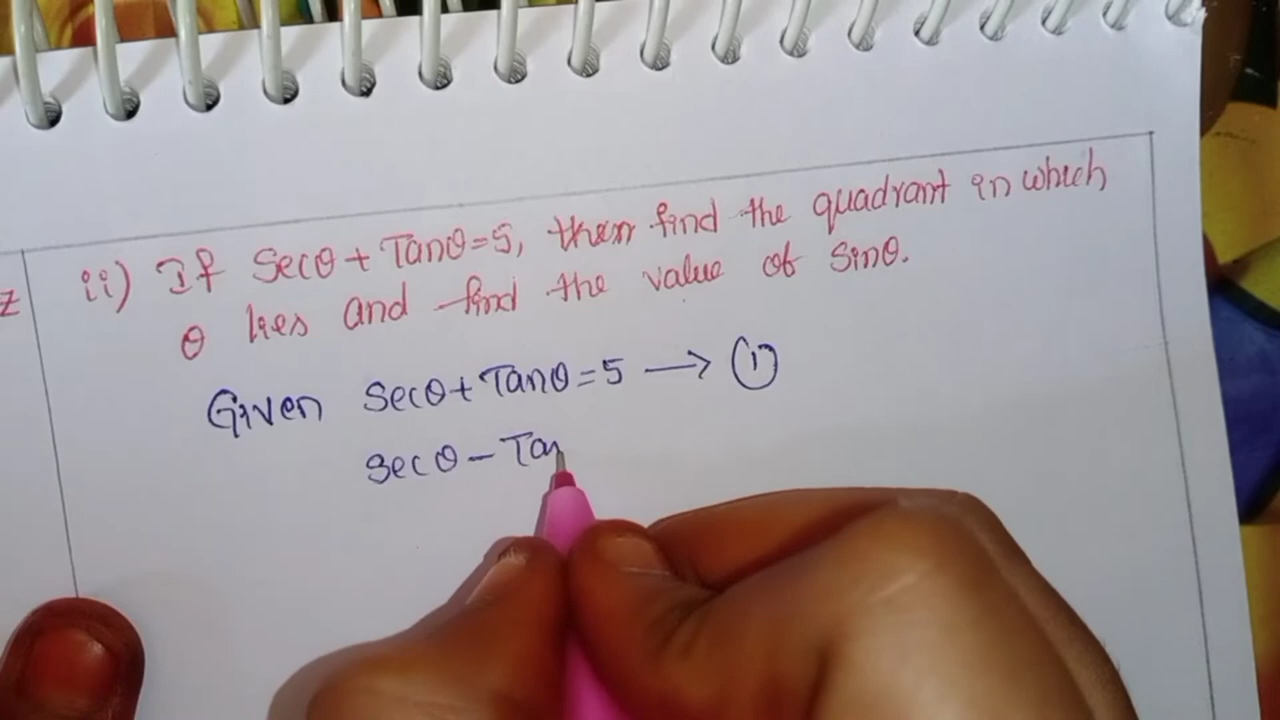 ii) If Secθ + Tanθ=5, then find the quadrant in which
θ lies and find the value of Sinθ.
Given Secθ+Tanθ=5 → ①
Secθ - Tan